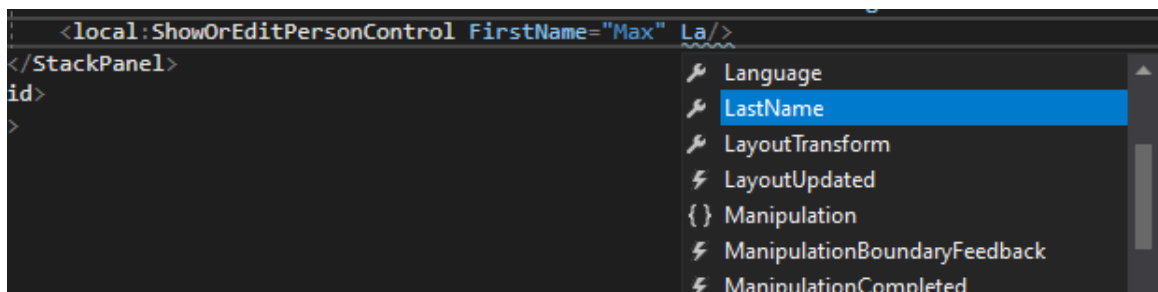 <local:ShowOrEditPersonControl FirstName="Max" La/>
</StackPanel>
id>
>
Language
LastName
LayoutTransform
LayoutUpdated
{} Manipulation
ManipulationBoundaryFeedback
ManipulationCompleted